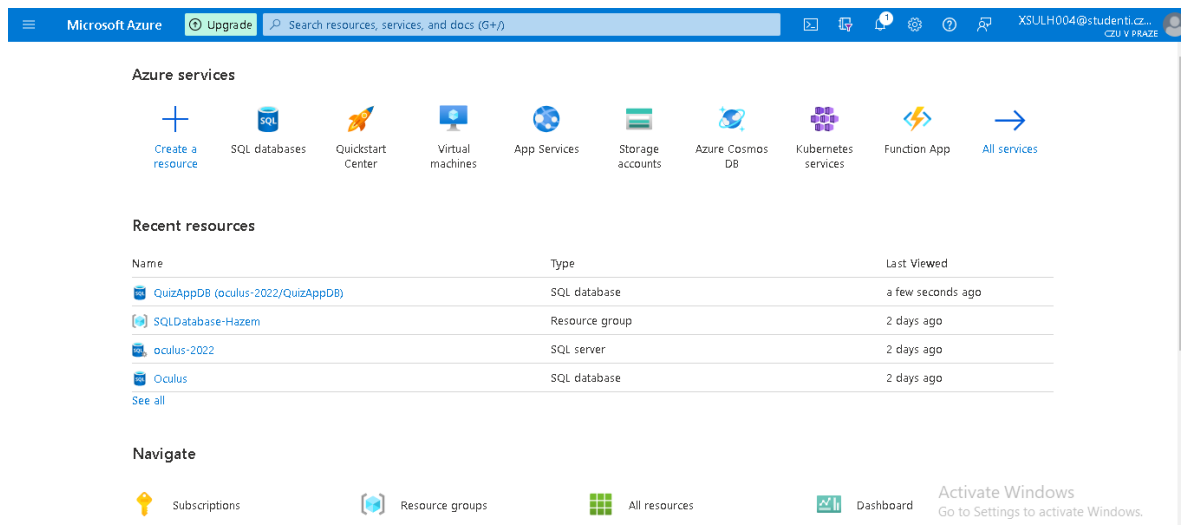 Microsoft Azure
Upgrade
Search resources, services, and docs (G+/)
1
XSULH004@studenti.cz...
CZU V PRAZE
Azure services
Create a resource
SQL
SQL databases
Quickstart Center
Virtual machines
App Services
Storage accounts
Azure Cosmos DB
Kubernetes services
Function App
All services
Recent resources
Name Type Last Viewed
QuizAppDB (oculus-2022/QuizAppDB) SQL database a few seconds ago
SQLDatabase-Hazem Resource group 2 days ago
oculus-2022 SQL server 2 days ago
Oculus SQL database 2 days ago
See all
Navigate
Subscriptions Resource groups All resources Dashboard
Activate Windows
Go to Settings to activate Windows.